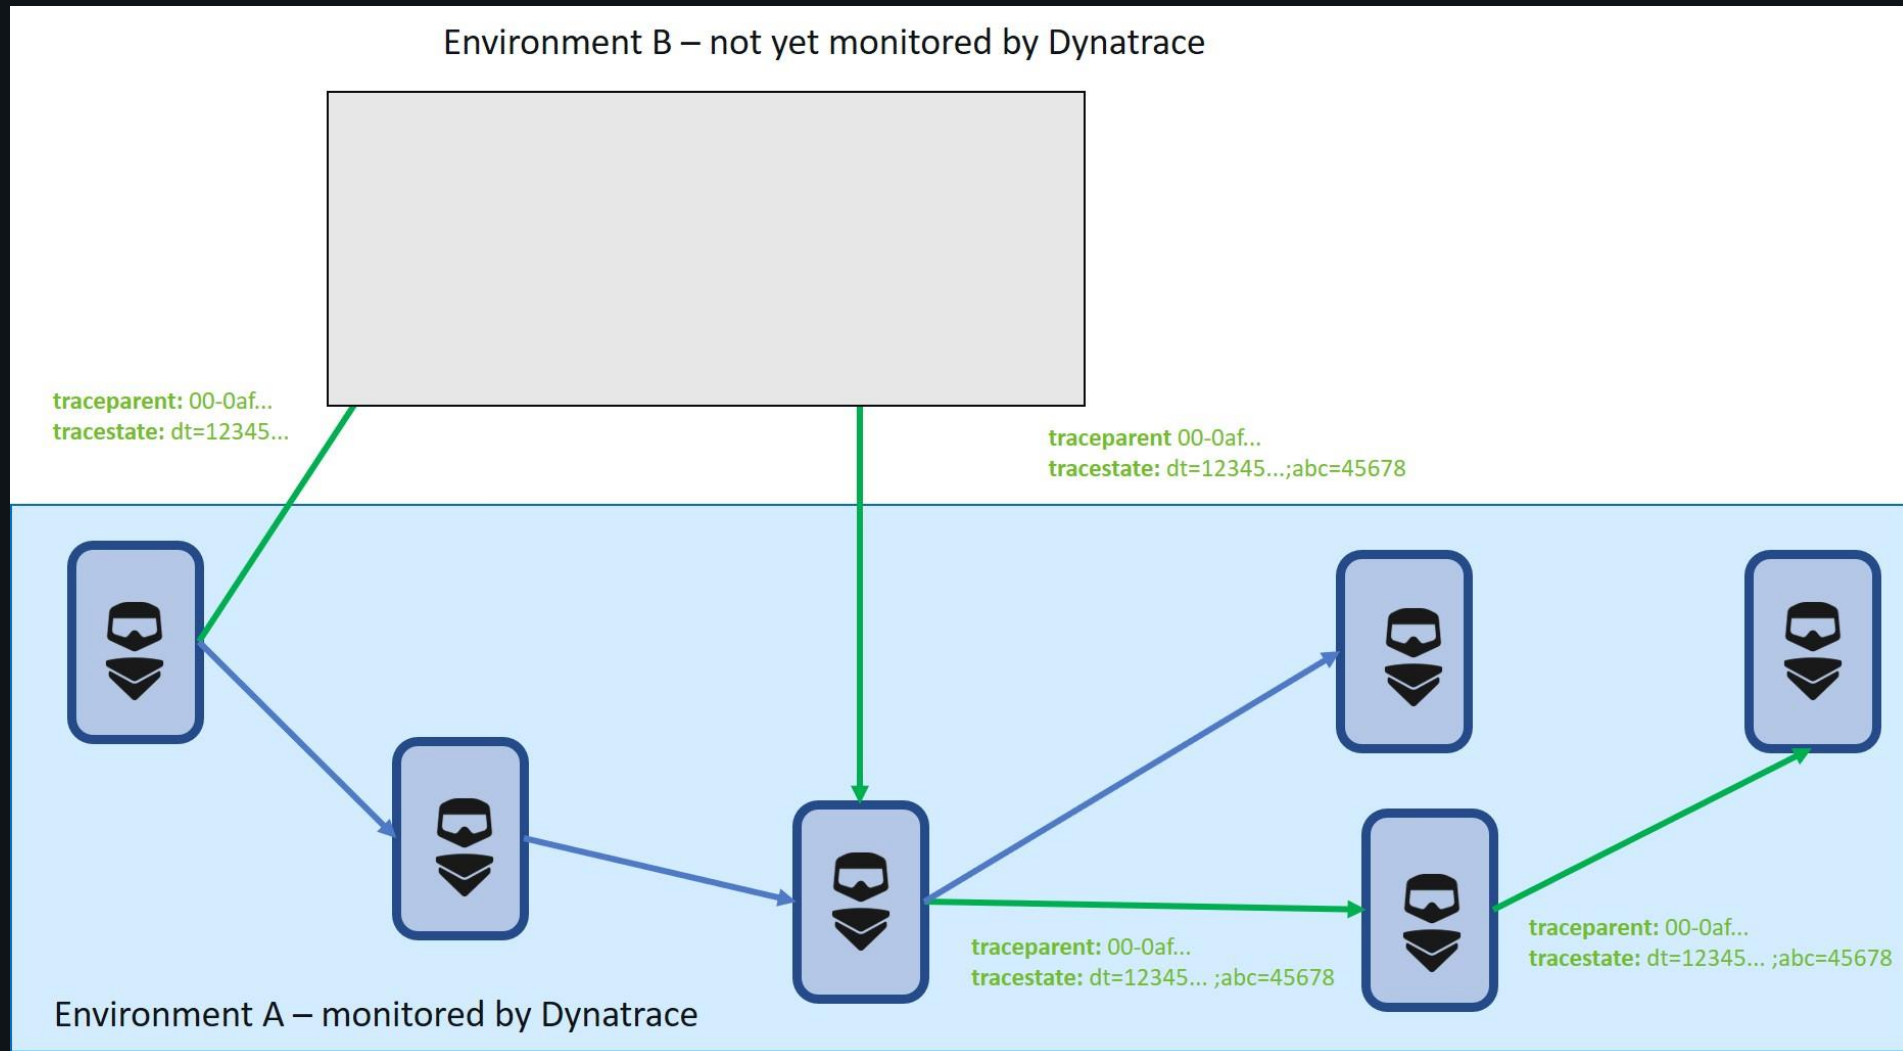 Environment B – not yet monitored by Dynatrace
traceparent: 00-0af...
tracestate: dt=12345...
traceparent 00-0af...
tracestate: dt=12345...;abc=45678
traceparent: 00-0af...
tracestate: dt=12345... ;abc=45678
traceparent: 00-0af...
tracestate: dt=12345... ;abc=45678
Environment A – monitored by Dynatrace